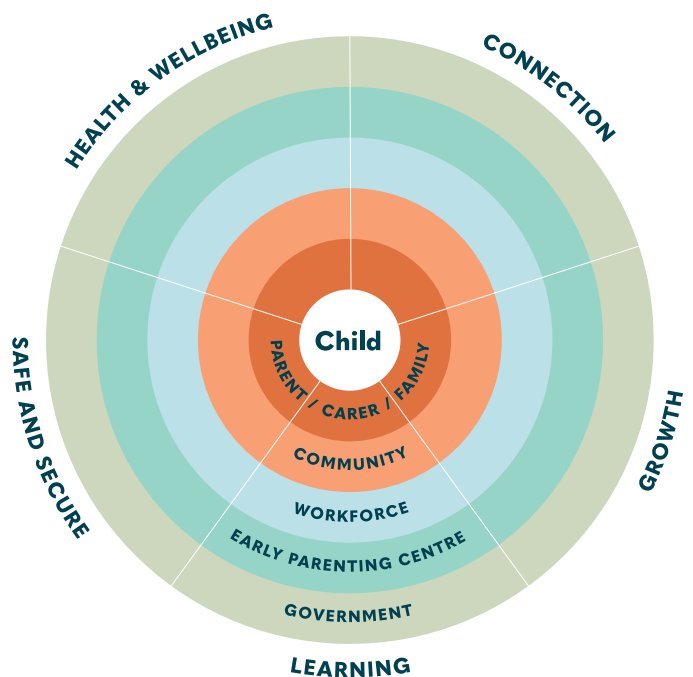 HEALTH & WELLBEING
CONNECTION
Child
PARENT / CARER / FAMILY
SAFE AND SECURE
GROWTH
COMMUNITY
WORKFORCE
EARLY PARENTING CENTRE
GOVERNMENT
LEARNING